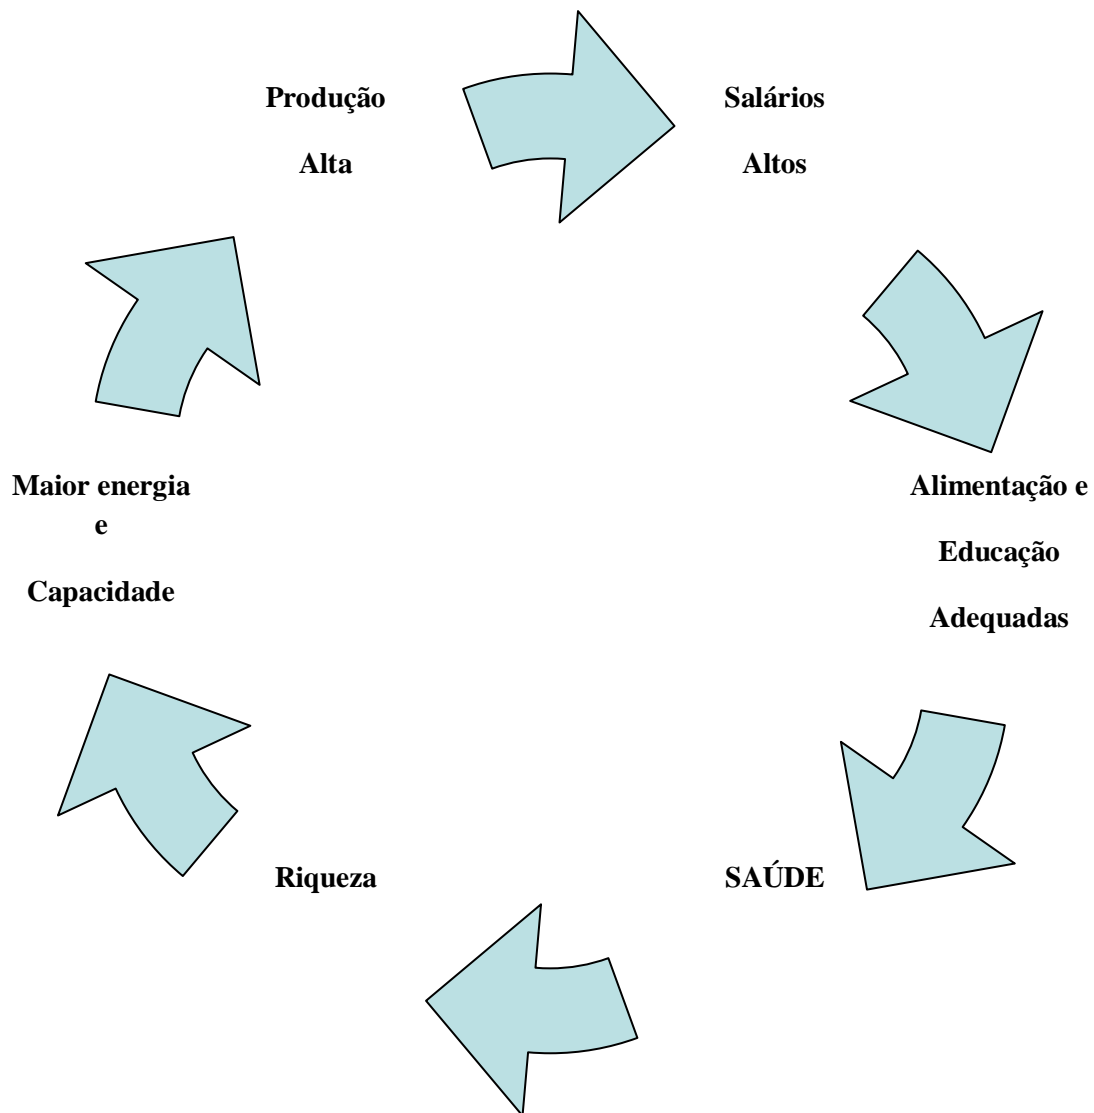 Produção
Alta
Salários
Altos
Alimentação e
Educação
Adequadas
SAÚDE
Riqueza
Maior energia
e
Capacidade